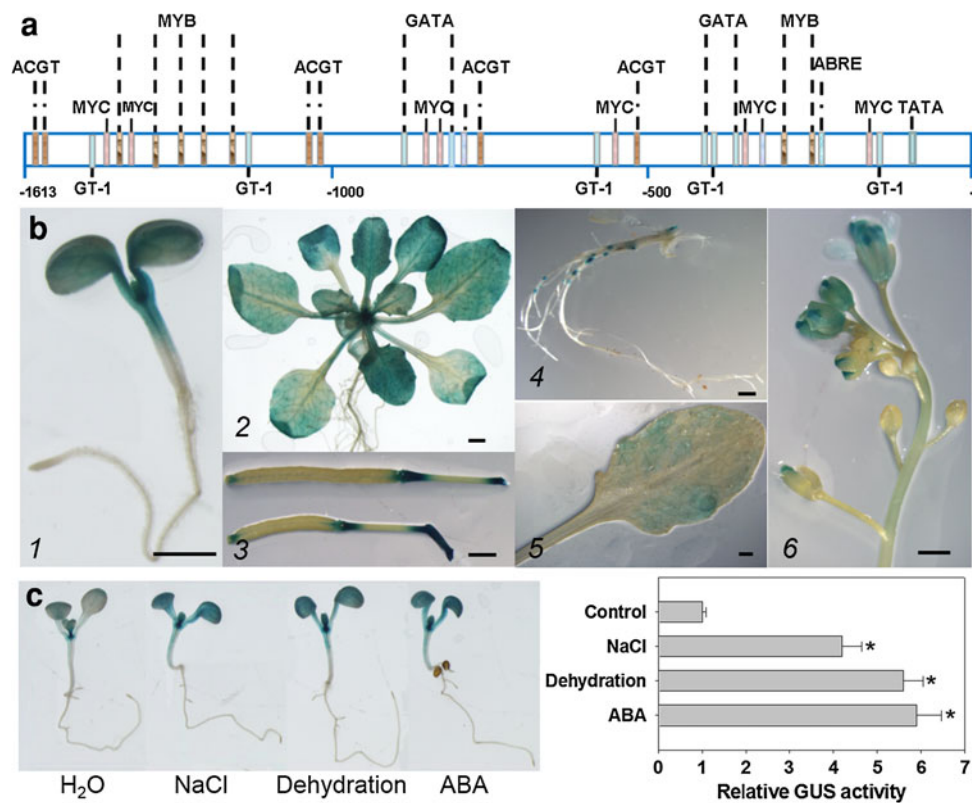 a
MYB GATA GATA MYB
ACGT ACGT ACGT ACGT ABRE
MYC MYC MYC MYC MYC MYC TATA
-1613 GT-1 GT-1 -1000 GT-1 -500 GT-1 GT-1 -
b
1
2
3
4
5
6
c
H₂O NaCl Dehydration ABA
Control
NaCl *
Dehydration *
ABA *
0 1 2 3 4 5 6 7
Relative GUS activity